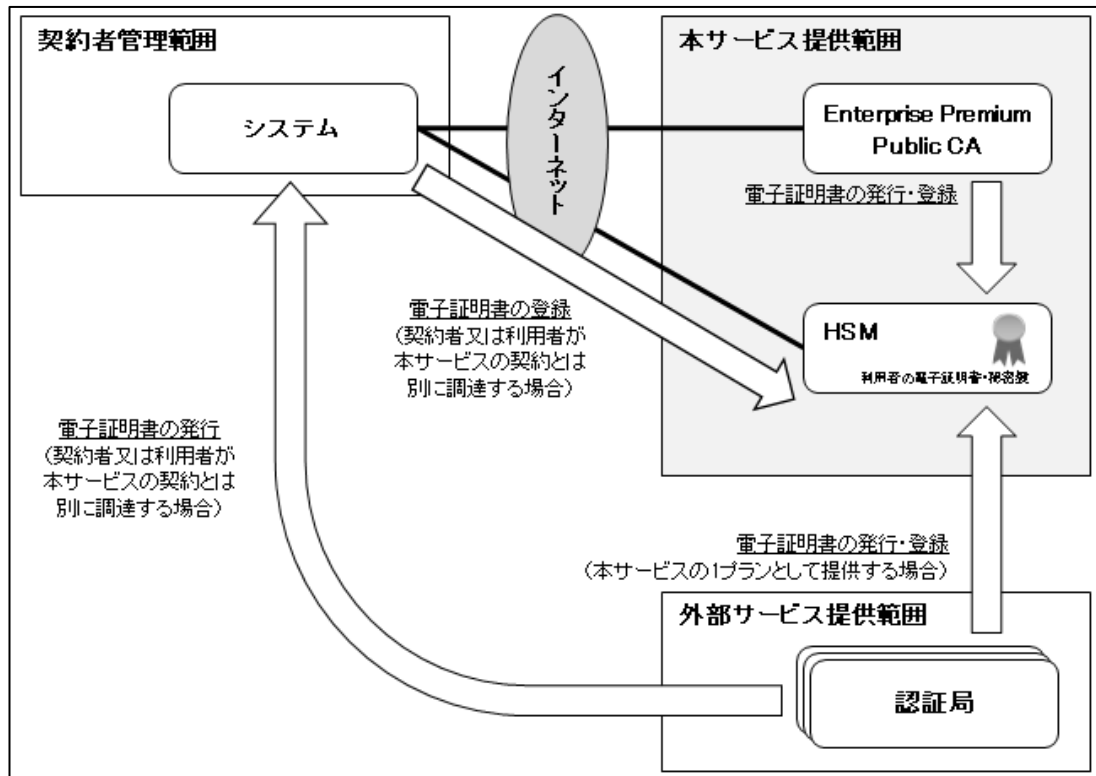 契約者管理範囲
システム
インターネット
本サービス提供範囲
Enterprise Premium
Public CA
電子証明書の発行・登録
HSM
利用者の電子証明書・秘密鍵
電子証明書の登録
（契約者又は利用者が
本サービスの契約とは
別に調達する場合）
電子証明書の発行
（契約者又は利用者が
本サービスの契約とは
別に調達する場合）
電子証明書の発行・登録
（本サービスの1プランとして提供する場合）
外部サービス提供範囲
認証局